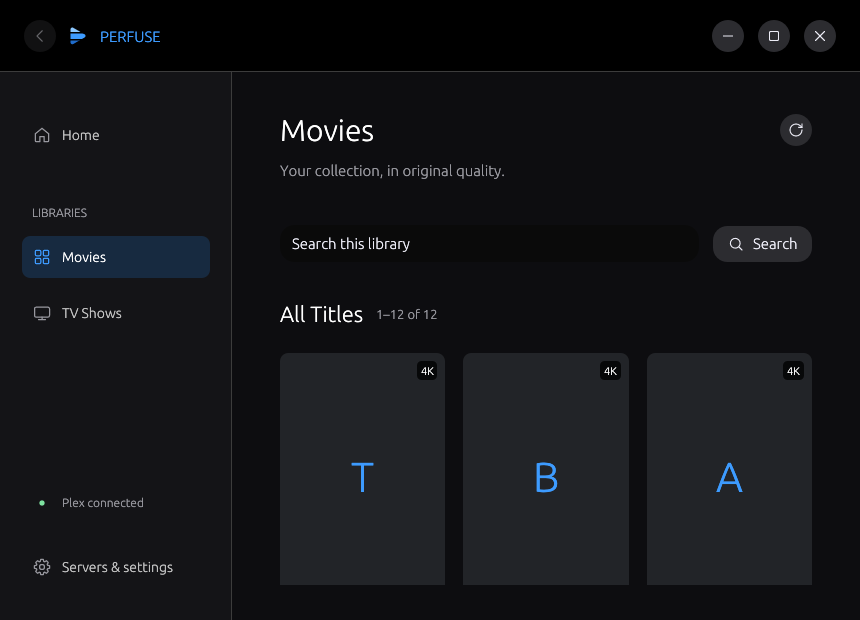 PERFUSE
Home
LIBRARIES
Movies
TV Shows
Plex connected
Servers & settings
Movies
Your collection, in original quality.
Search this library
Search
All Titles 1–12 of 12
4K 4K 4K
T B A